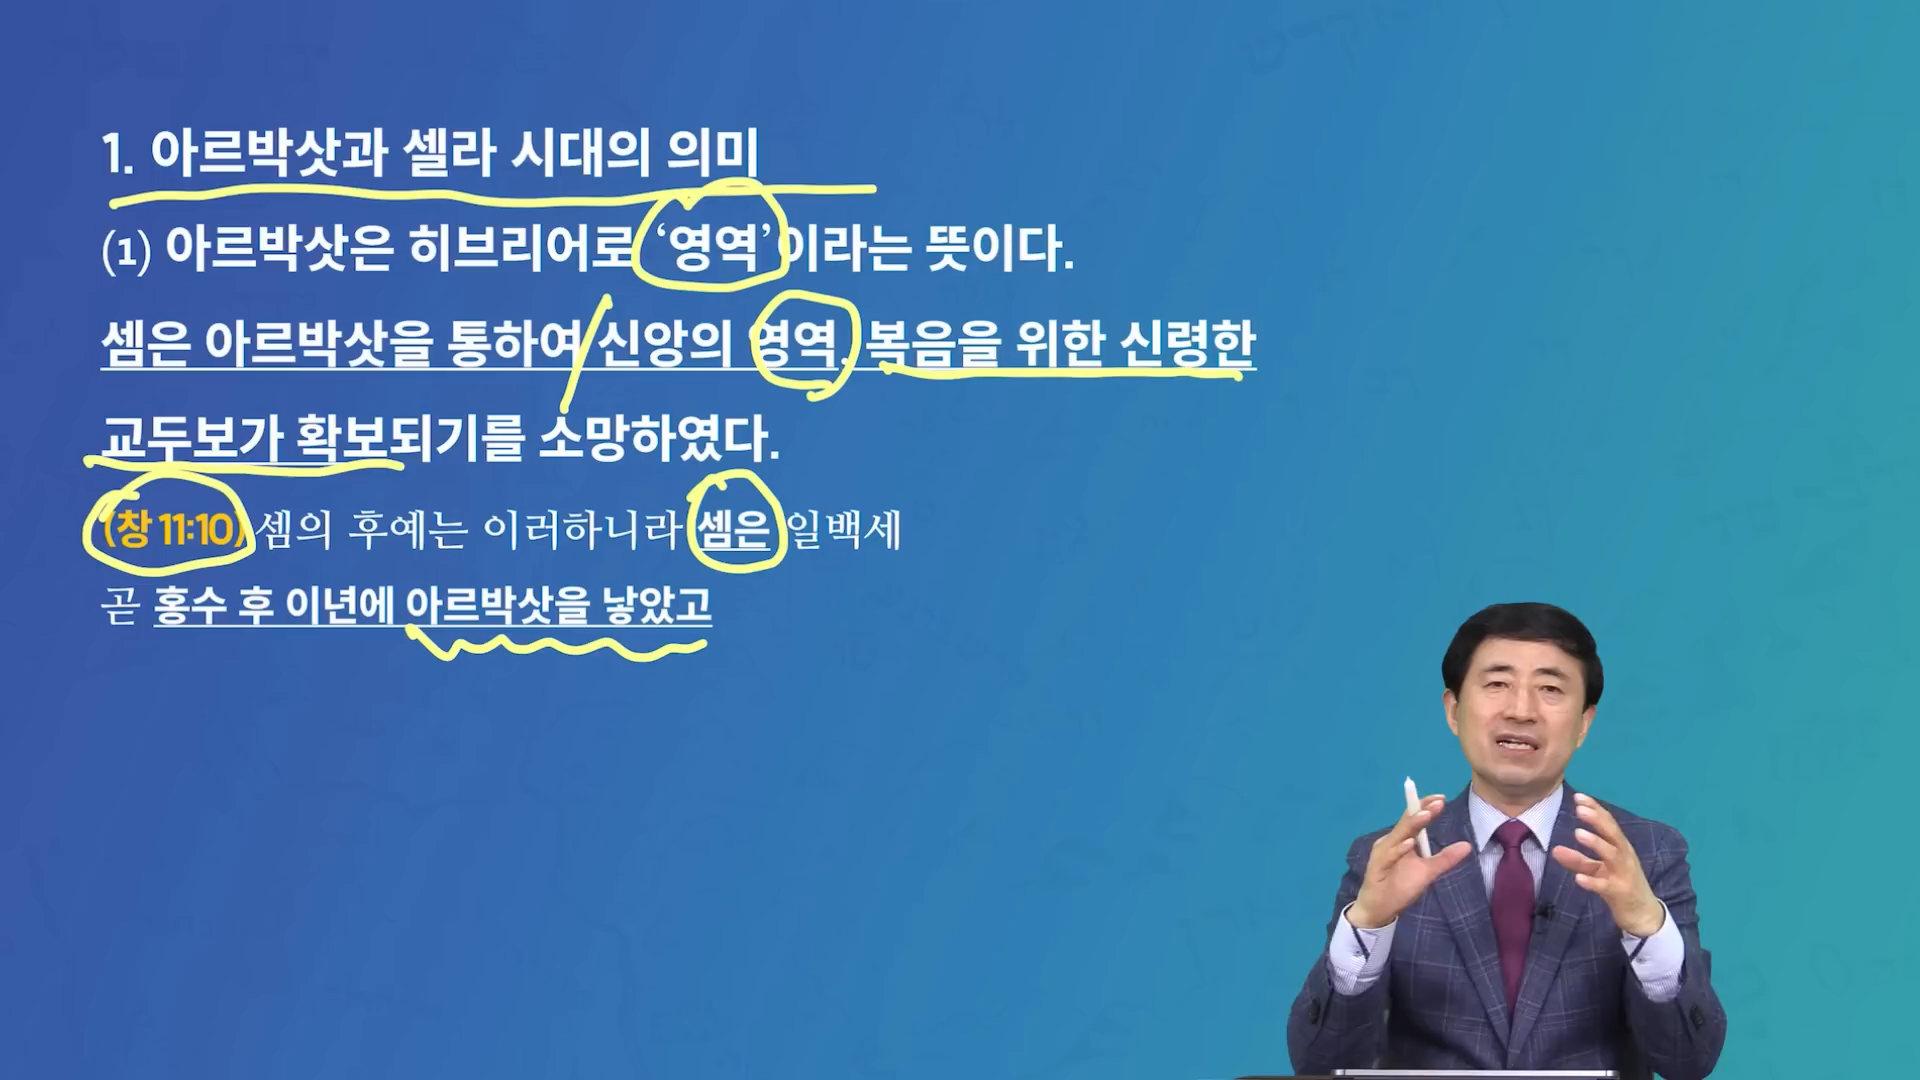 1. 아르박삿과 셀라 시대의 의미
(1) 아르박삿은 히브리어로 ‘영역’이라는 뜻이다.
셈은 아르박삿을 통하여 신앙의 영역, 복음을 위한 신령한
교두보가 확보되기를 소망하였다.
(창 11:10) 셈의 후예는 이러하니라 셈은 일백세
곧 홍수 후 이년에 아르박삿을 낳았고